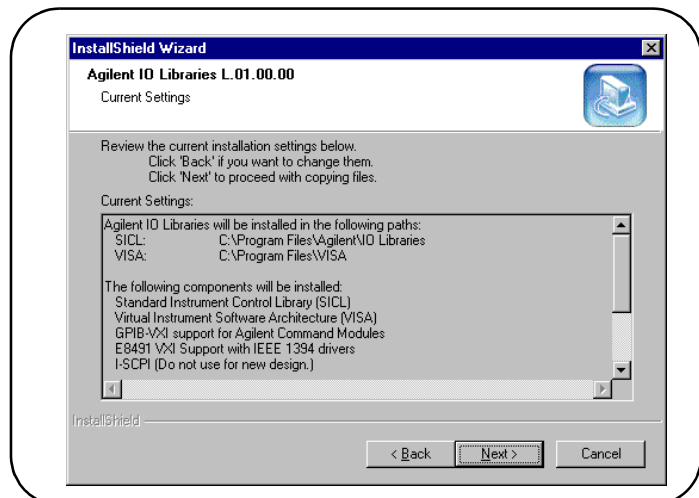 InstallShield Wizard
Agilent IO Libraries L.01.00.00
Current Settings
Review the current installation settings below.
Click 'Back' if you want to change them.
Click 'Next' to proceed with copying files.
Current Settings:
Agilent IO Libraries will be installed in the following paths:
SICL: C:\Program Files\Agilent\IO Libraries
VISA: C:\Program Files\VISA
The following components will be installed:
Standard Instrument Control Library (SICL)
Virtual Instrument Software Architecture (VISA)
GPIB-VXI support for Agilent Command Modules
E8491 VXI Support with IEEE 1394 drivers
I-SCPI (Do not use for new design.)
InstallShield
< Back Next > Cancel